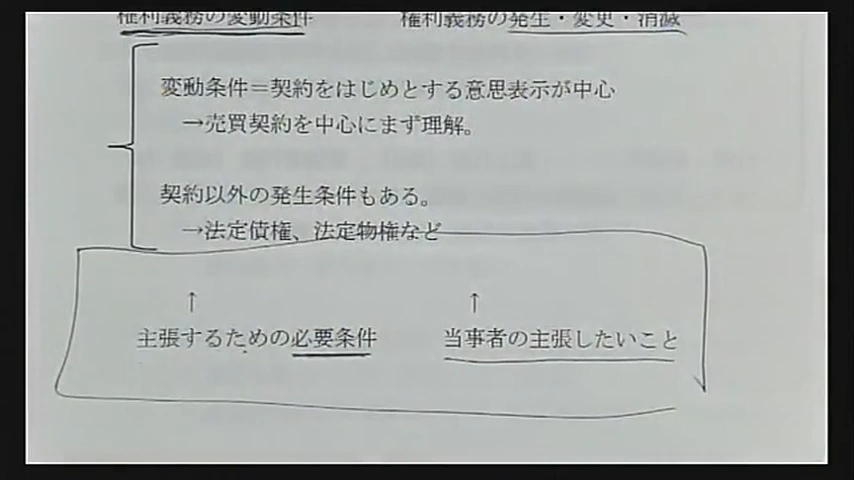 権利義務の変動条件 権利義務の発生・変更・消滅
変動条件＝契約をはじめとする意思表示が中心
→売買契約を中心にまず理解。
契約以外の発生条件もある。
→法定債権、法定物権など
↑ ↑
主張するための必要条件 当事者の主張したいこと